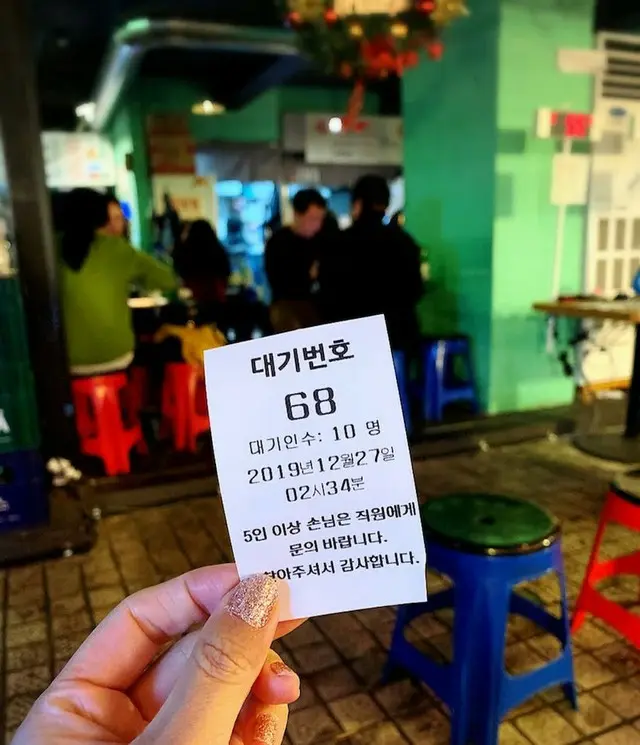 대기번호
68
대기인수: 10 명
2019년12월27일
02시34분
5인 이상 손님은 직원에게
문의 바랍니다.
감사합니다.